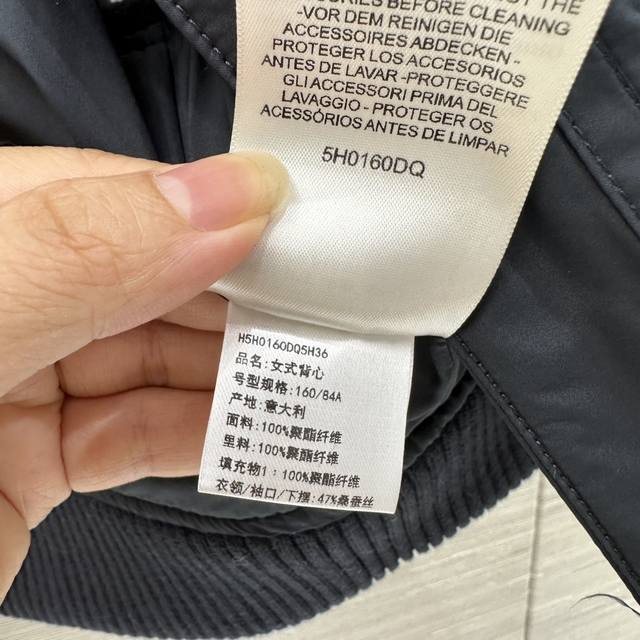 BEFORE CLEANING
-VOR DEM REINIGEN DIE
ACCESSOIRES ABDECKEN -
PROTEGER LOS ACCESORIOS
ANTES DE LAVAR -PROTEGGERE
GLI ACCESSORI PRIMA DEL
LAVAGGIO - PROTEGER OS
ACESSÓRIOS ANTES DE LIMPAR
5H0160DQ
H5H0160DQ5H36
品名:女式背心
号型规格:160/84A
产地:意大利
面料:100%聚酯纤维
里料:100%聚酯纤维
填充物1:100%聚酯纤维
衣领/袖口/下摆:47%桑蚕丝